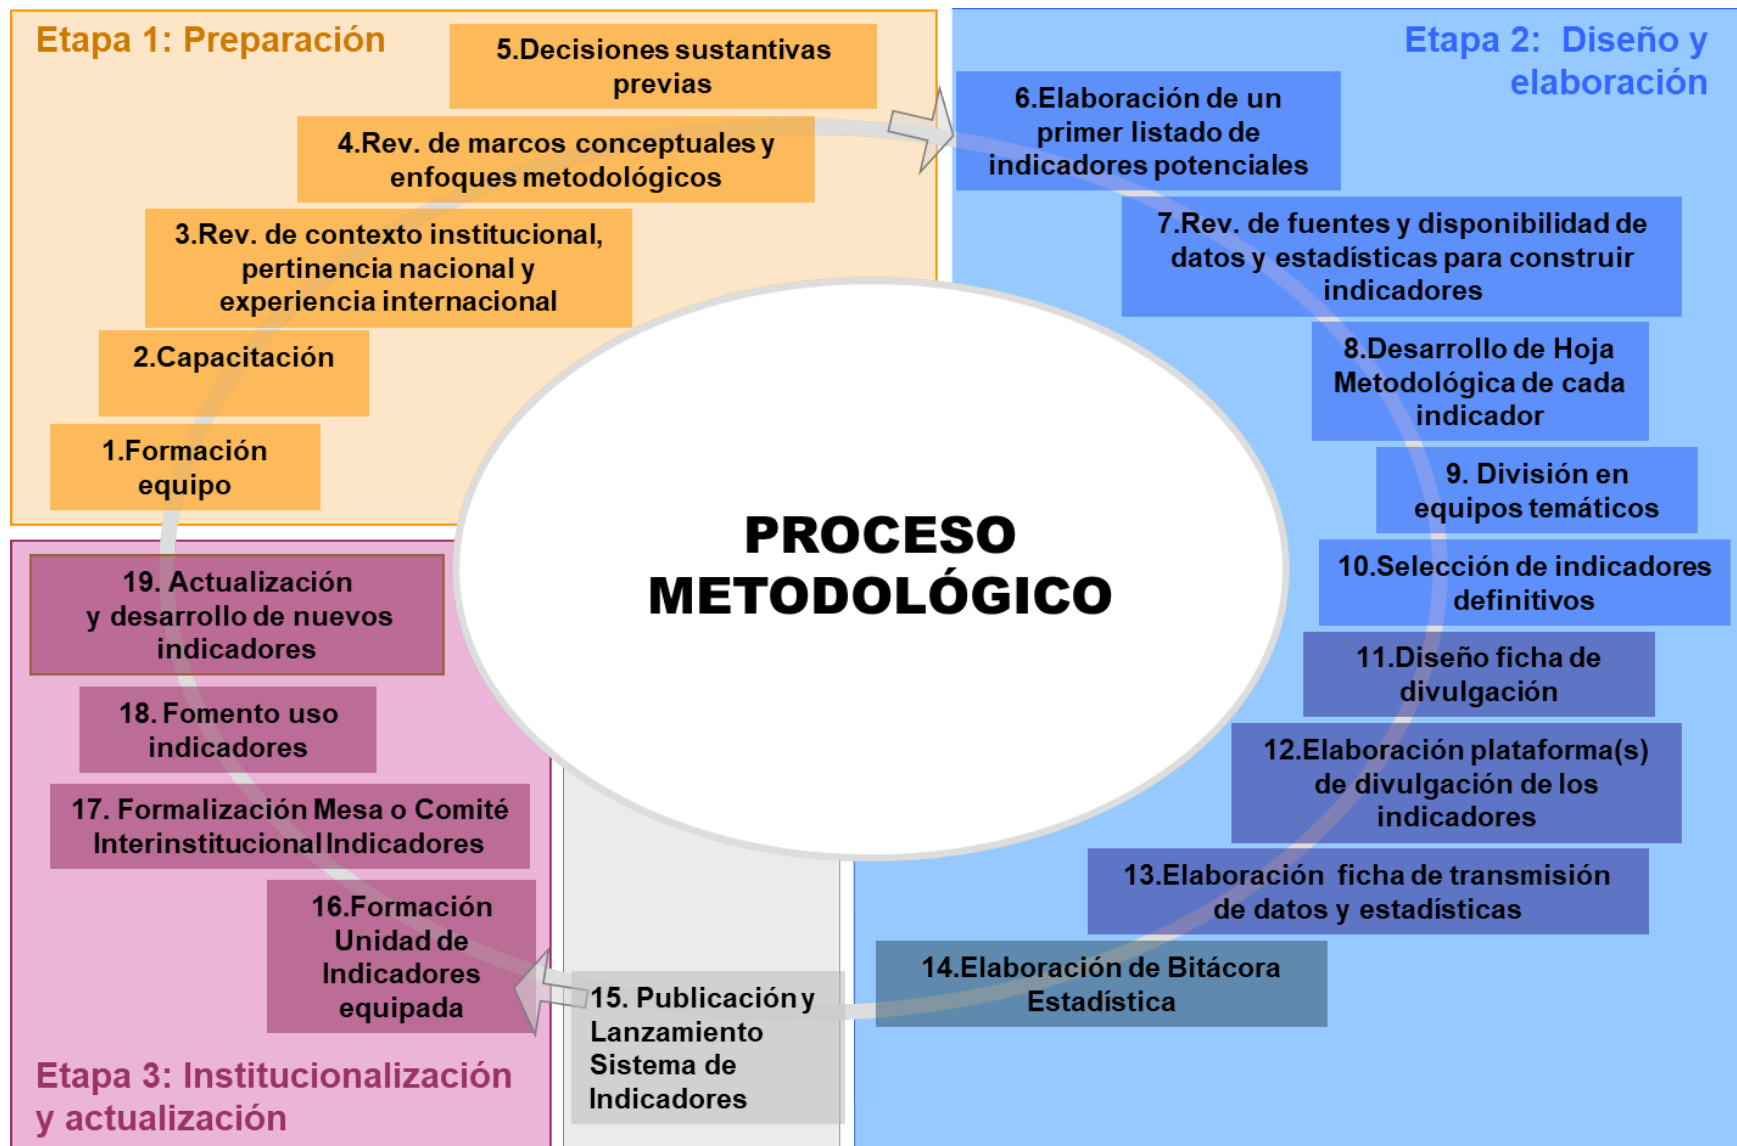 Etapa 1: Preparación
5.Decisiones sustantivas
previas
4.Rev. de marcos conceptuales y
enfoques metodológicos
3.Rev. de contexto institucional,
pertinencia nacional y
experiencia internacional
2.Capacitación
1.Formación
equipo
Etapa 2: Diseño y
elaboración
6.Elaboración de un
primer listado de
indicadores potenciales
7.Rev. de fuentes y disponibilidad de
datos y estadísticas para construir
indicadores
8.Desarrollo de Hoja
Metodológica de cada
indicador
9. División en
equipos temáticos
10.Selección de indicadores
definitivos
11.Diseño ficha de
divulgación
12.Elaboración plataforma(s)
de divulgación de los
indicadores
13.Elaboración ficha de transmisión
de datos y estadísticas
14.Elaboración de Bitácora
Estadística
PROCESO
METODOLÓGICO
15. Publicación y
Lanzamiento
Sistema de
Indicadores
19. Actualización
y desarrollo de nuevos
indicadores
18. Fomento uso
indicadores
17. Formalización Mesa o Comité
Interinstitucional Indicadores
16.Formación
Unidad de
Indicadores
equipada
Etapa 3: Institucionalización
y actualización